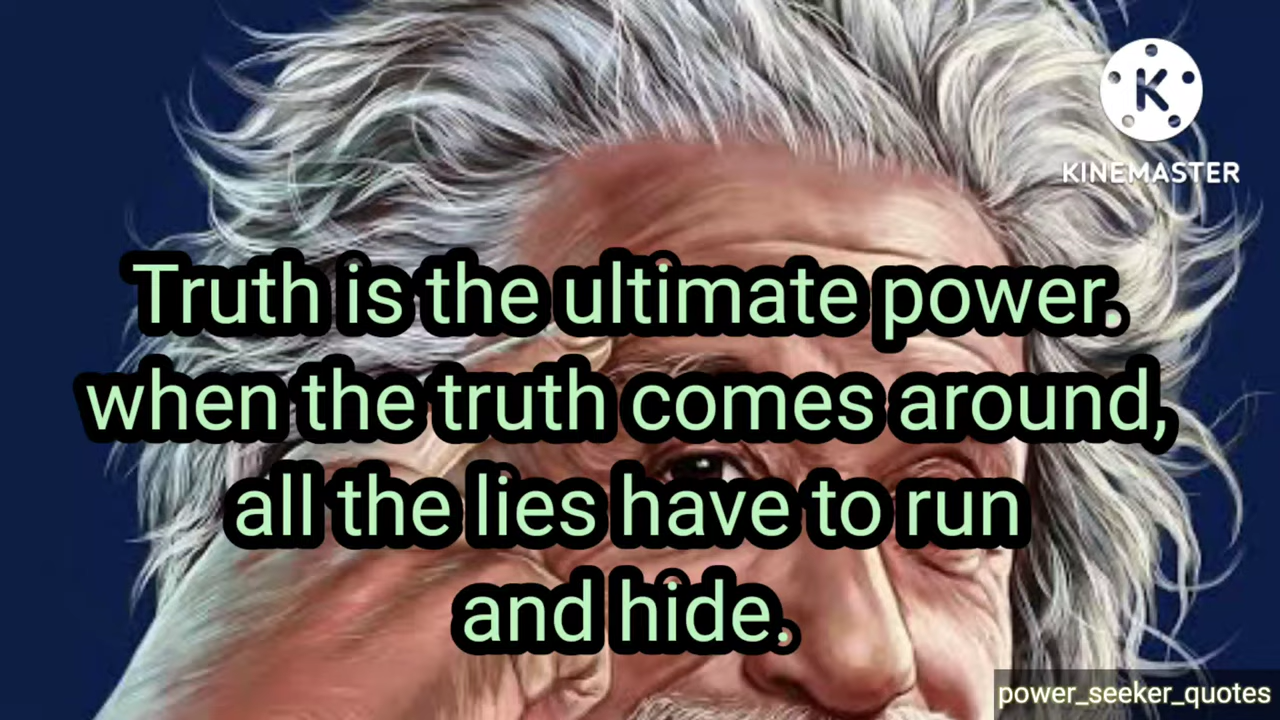 K
KINEMASTER
Truth is the ultimate power.
when the truth comes around,
all the lies have to run
and hide.
power_seeker_quotes